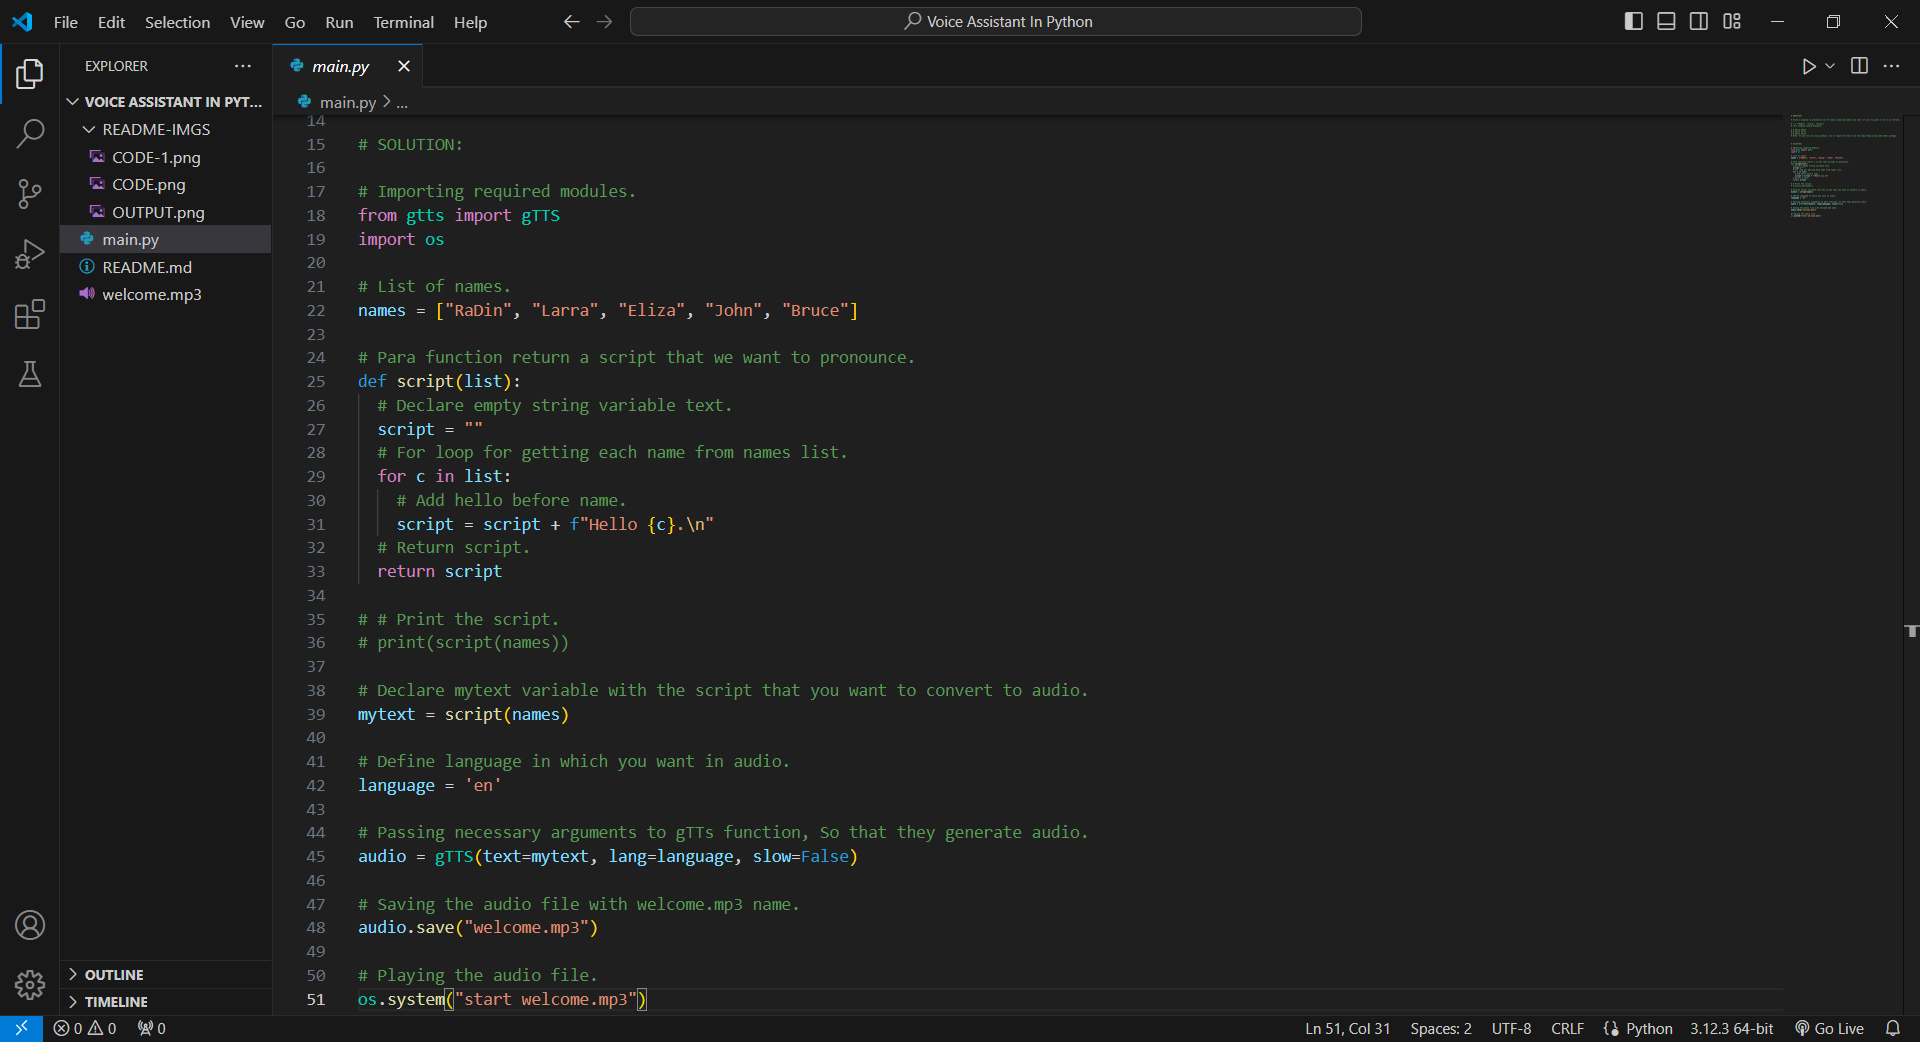 File Edit Selection View Go Run Terminal Help
Voice Assistant In Python
EXPLORER
VOICE ASSISTANT IN PYT...
README-IMGS
CODE-1.png
CODE.png
OUTPUT.png
main.py
README.md
welcome.mp3
OUTLINE
TIMELINE
main.py
main.py > ...
14
15 # SOLUTION:
16
17 # Importing required modules.
18 from gtts import gTTS
19 import os
20
21 # List of names.
22 names = ["RaDin", "Larra", "Eliza", "John", "Bruce"]
23
24 # Para function return a script that we want to pronounce.
25 def script(list):
26 # Declare empty string variable text.
27 script = ""
28 # For loop for getting each name from names list.
29 for c in list:
30 # Add hello before name.
31 script = script + f"Hello {c}.\n"
32 # Return script.
33 return script
34
35 # # Print the script.
36 # print(script(names))
37
38 # Declare mytext variable with the script that you want to convert to audio.
39 mytext = script(names)
40
41 # Define language in which you want in audio.
42 language = 'en'
43
44 # Passing necessary arguments to gTTs function, So that they generate audio.
45 audio = gTTS(text=mytext, lang=language, slow=False)
46
47 # Saving the audio file with welcome.mp3 name.
48 audio.save("welcome.mp3")
49
50 # Playing the audio file.
51 os.system("start welcome.mp3")
0 0 0 Ln 51, Col 31 Spaces: 2 UTF-8 CRLF Python 3.12.3 64-bit Go Live